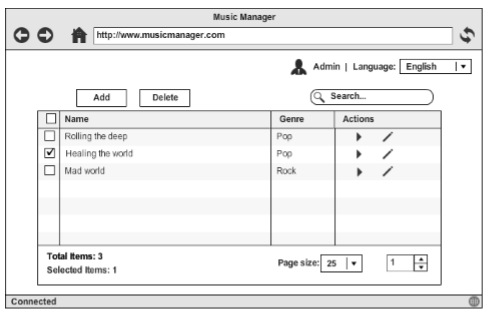 Music Manager
http://www.musicmanager.com
Admin | Language: English
Add Delete Search...
Name Genre Actions
Rolling the deep Pop
Healing the world Pop
Mad world Rock
Total Items: 3
Page size: 25 1
Selected Items: 1
Connected